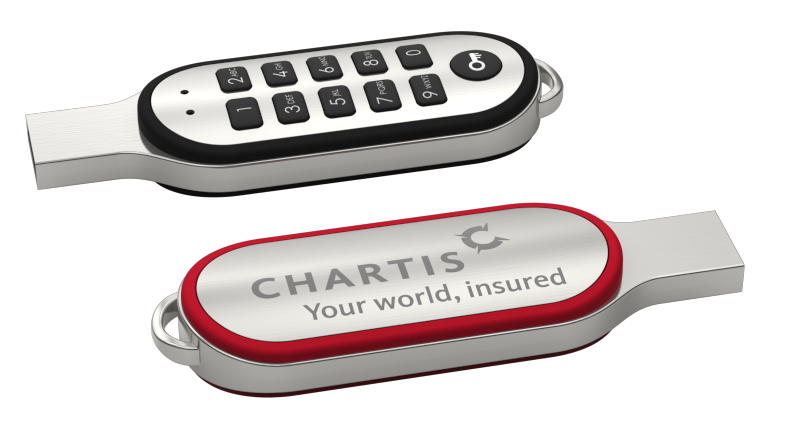 2ABC 4GHI 6MNO 8TUV 0
1 3DEF 5JKL 7PQRS 9WXYZ
CHARTIS
Your world, insured